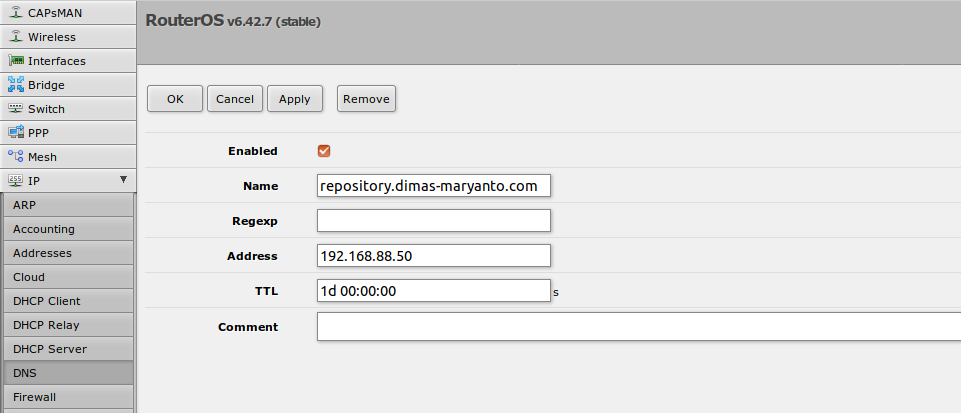 CAPsMAN
Wireless
Interfaces
Bridge
Switch
PPP
Mesh
255
IP ▼
ARP
Accounting
Addresses
Cloud
DHCP Client
DHCP Relay
DHCP Server
DNS
Firewall
RouterOS v6.42.7 (stable)
OK Cancel Apply Remove
Enabled
Name repository.dimas-maryanto.com
Regexp
Address 192.168.88.50
TTL 1d 00:00:00 s
Comment